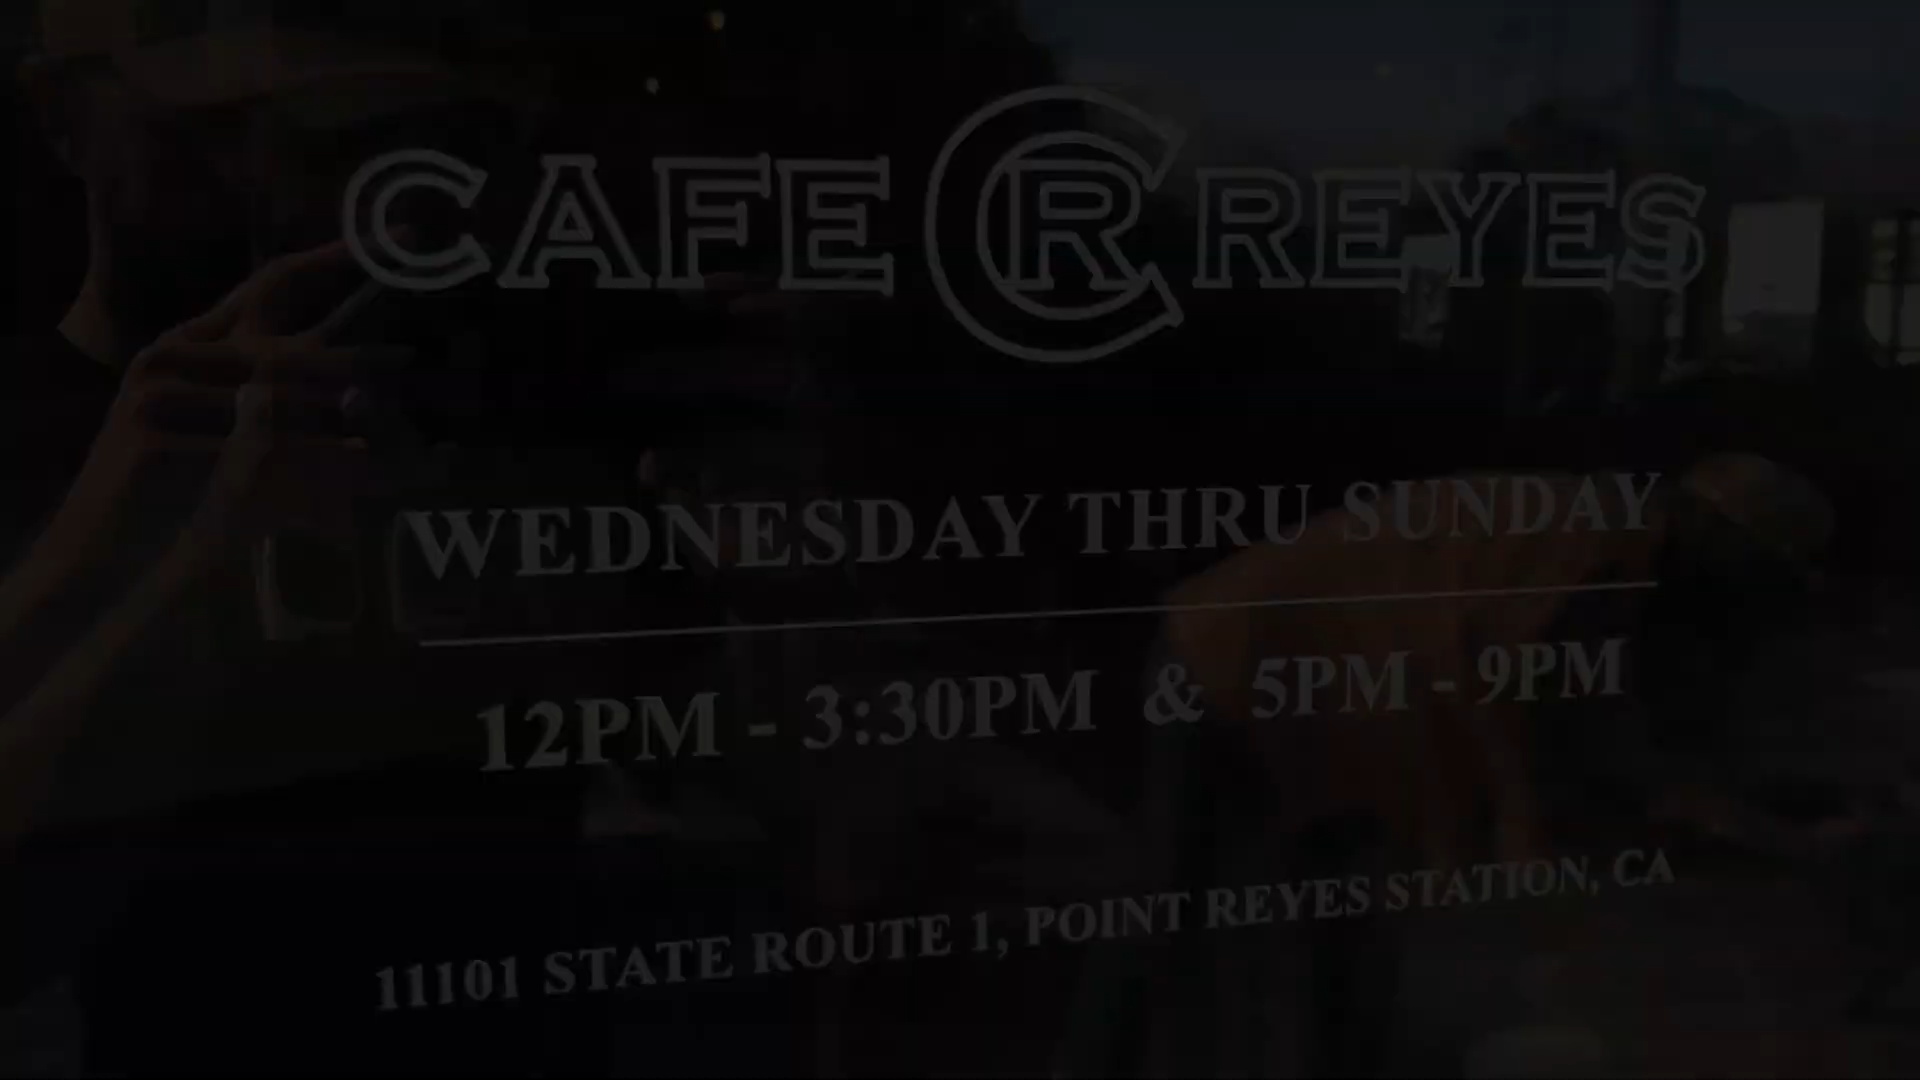 CAFE CR REYES
WEDNESDAY THRU SUNDAY
12PM - 3:30PM & 5PM - 9PM
11101 STATE ROUTE 1, POINT REYES STATION, CA